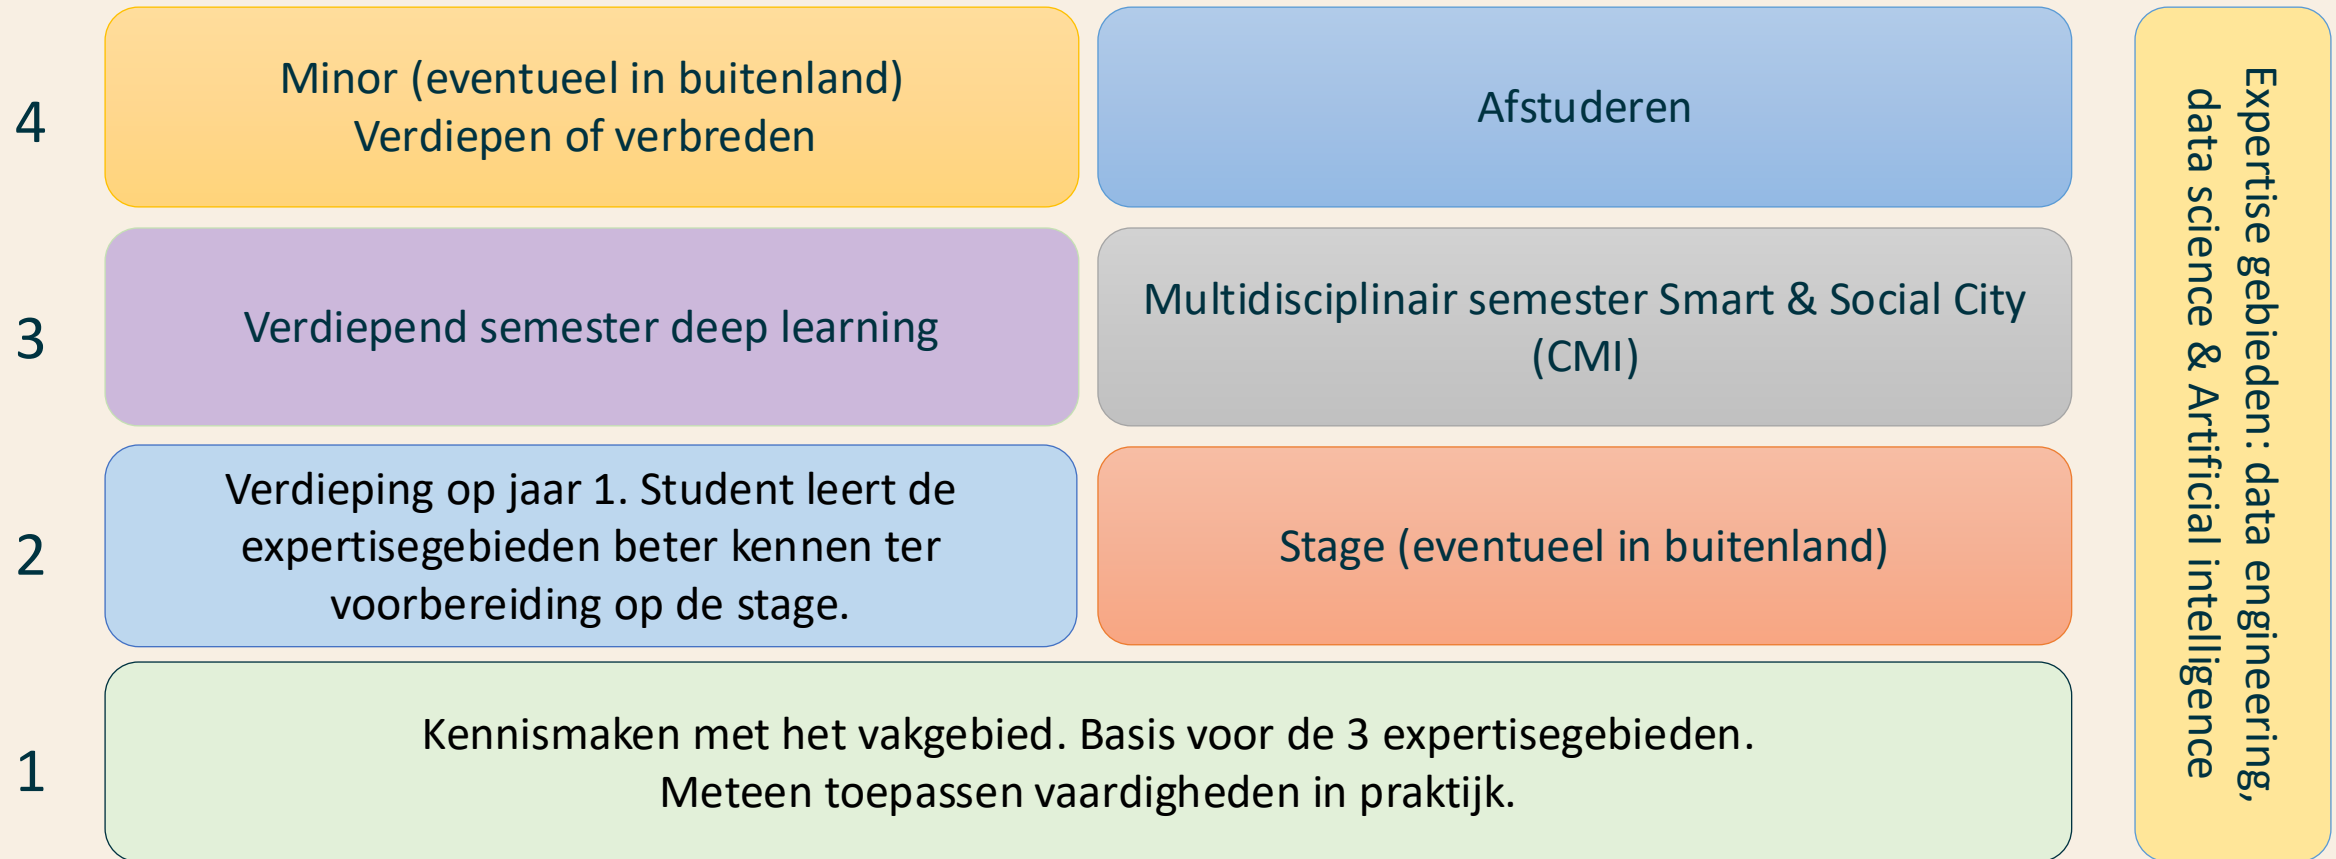 4
Minor (eventueel in buitenland)
Verdiepen of verbreden
Afstuderen
3
Verdiepend semester deep learning
Multidisciplinair semester Smart & Social City
(CMI)
2
Verdieping op jaar 1. Student leert de
expertisegebieden beter kennen ter
voorbereiding op de stage.
Stage (eventueel in buitenland)
1
Kennismaken met het vakgebied. Basis voor de 3 expertisegebieden.
Meteen toepassen vaardigheden in praktijk.
Expertise gebieden: data engineering,
data science & Artificial intelligence